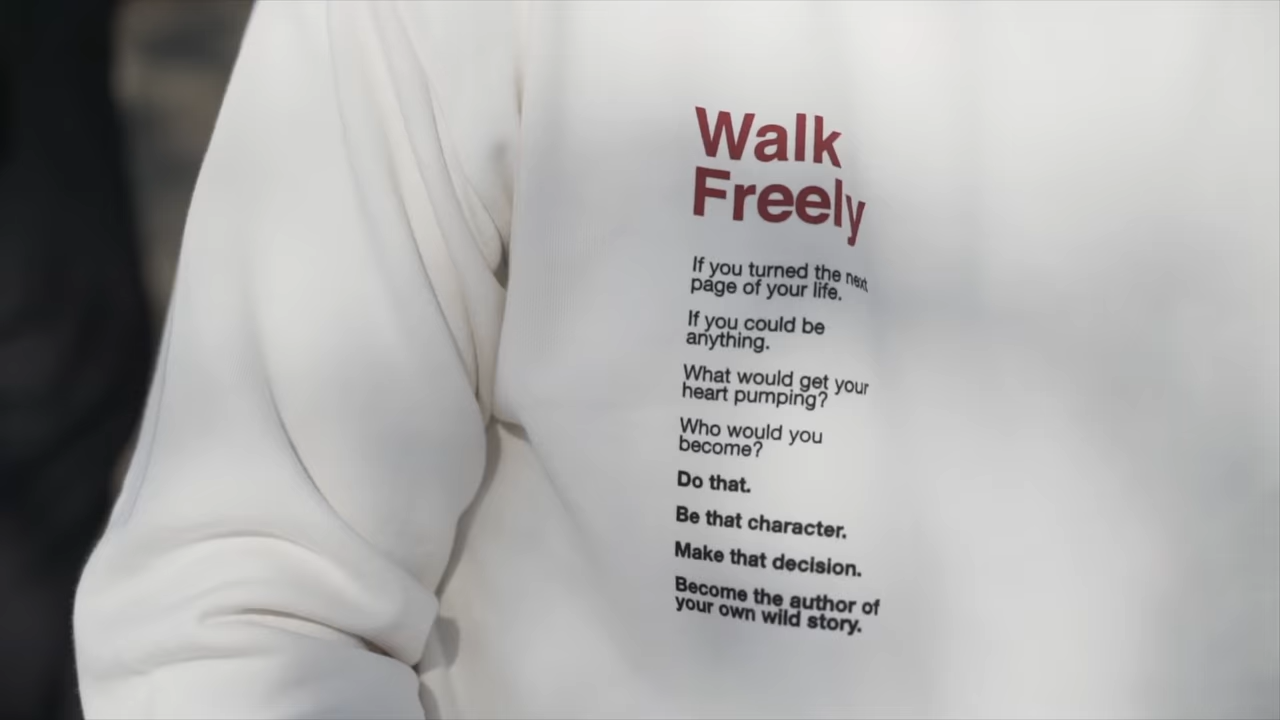 Walk
Freely
If you turned the next
page of your life.
If you could be
anything.
What would get your
heart pumping?
Who would you
become?
Do that.
Be that character.
Make that decision.
Become the author of
your own wild story.